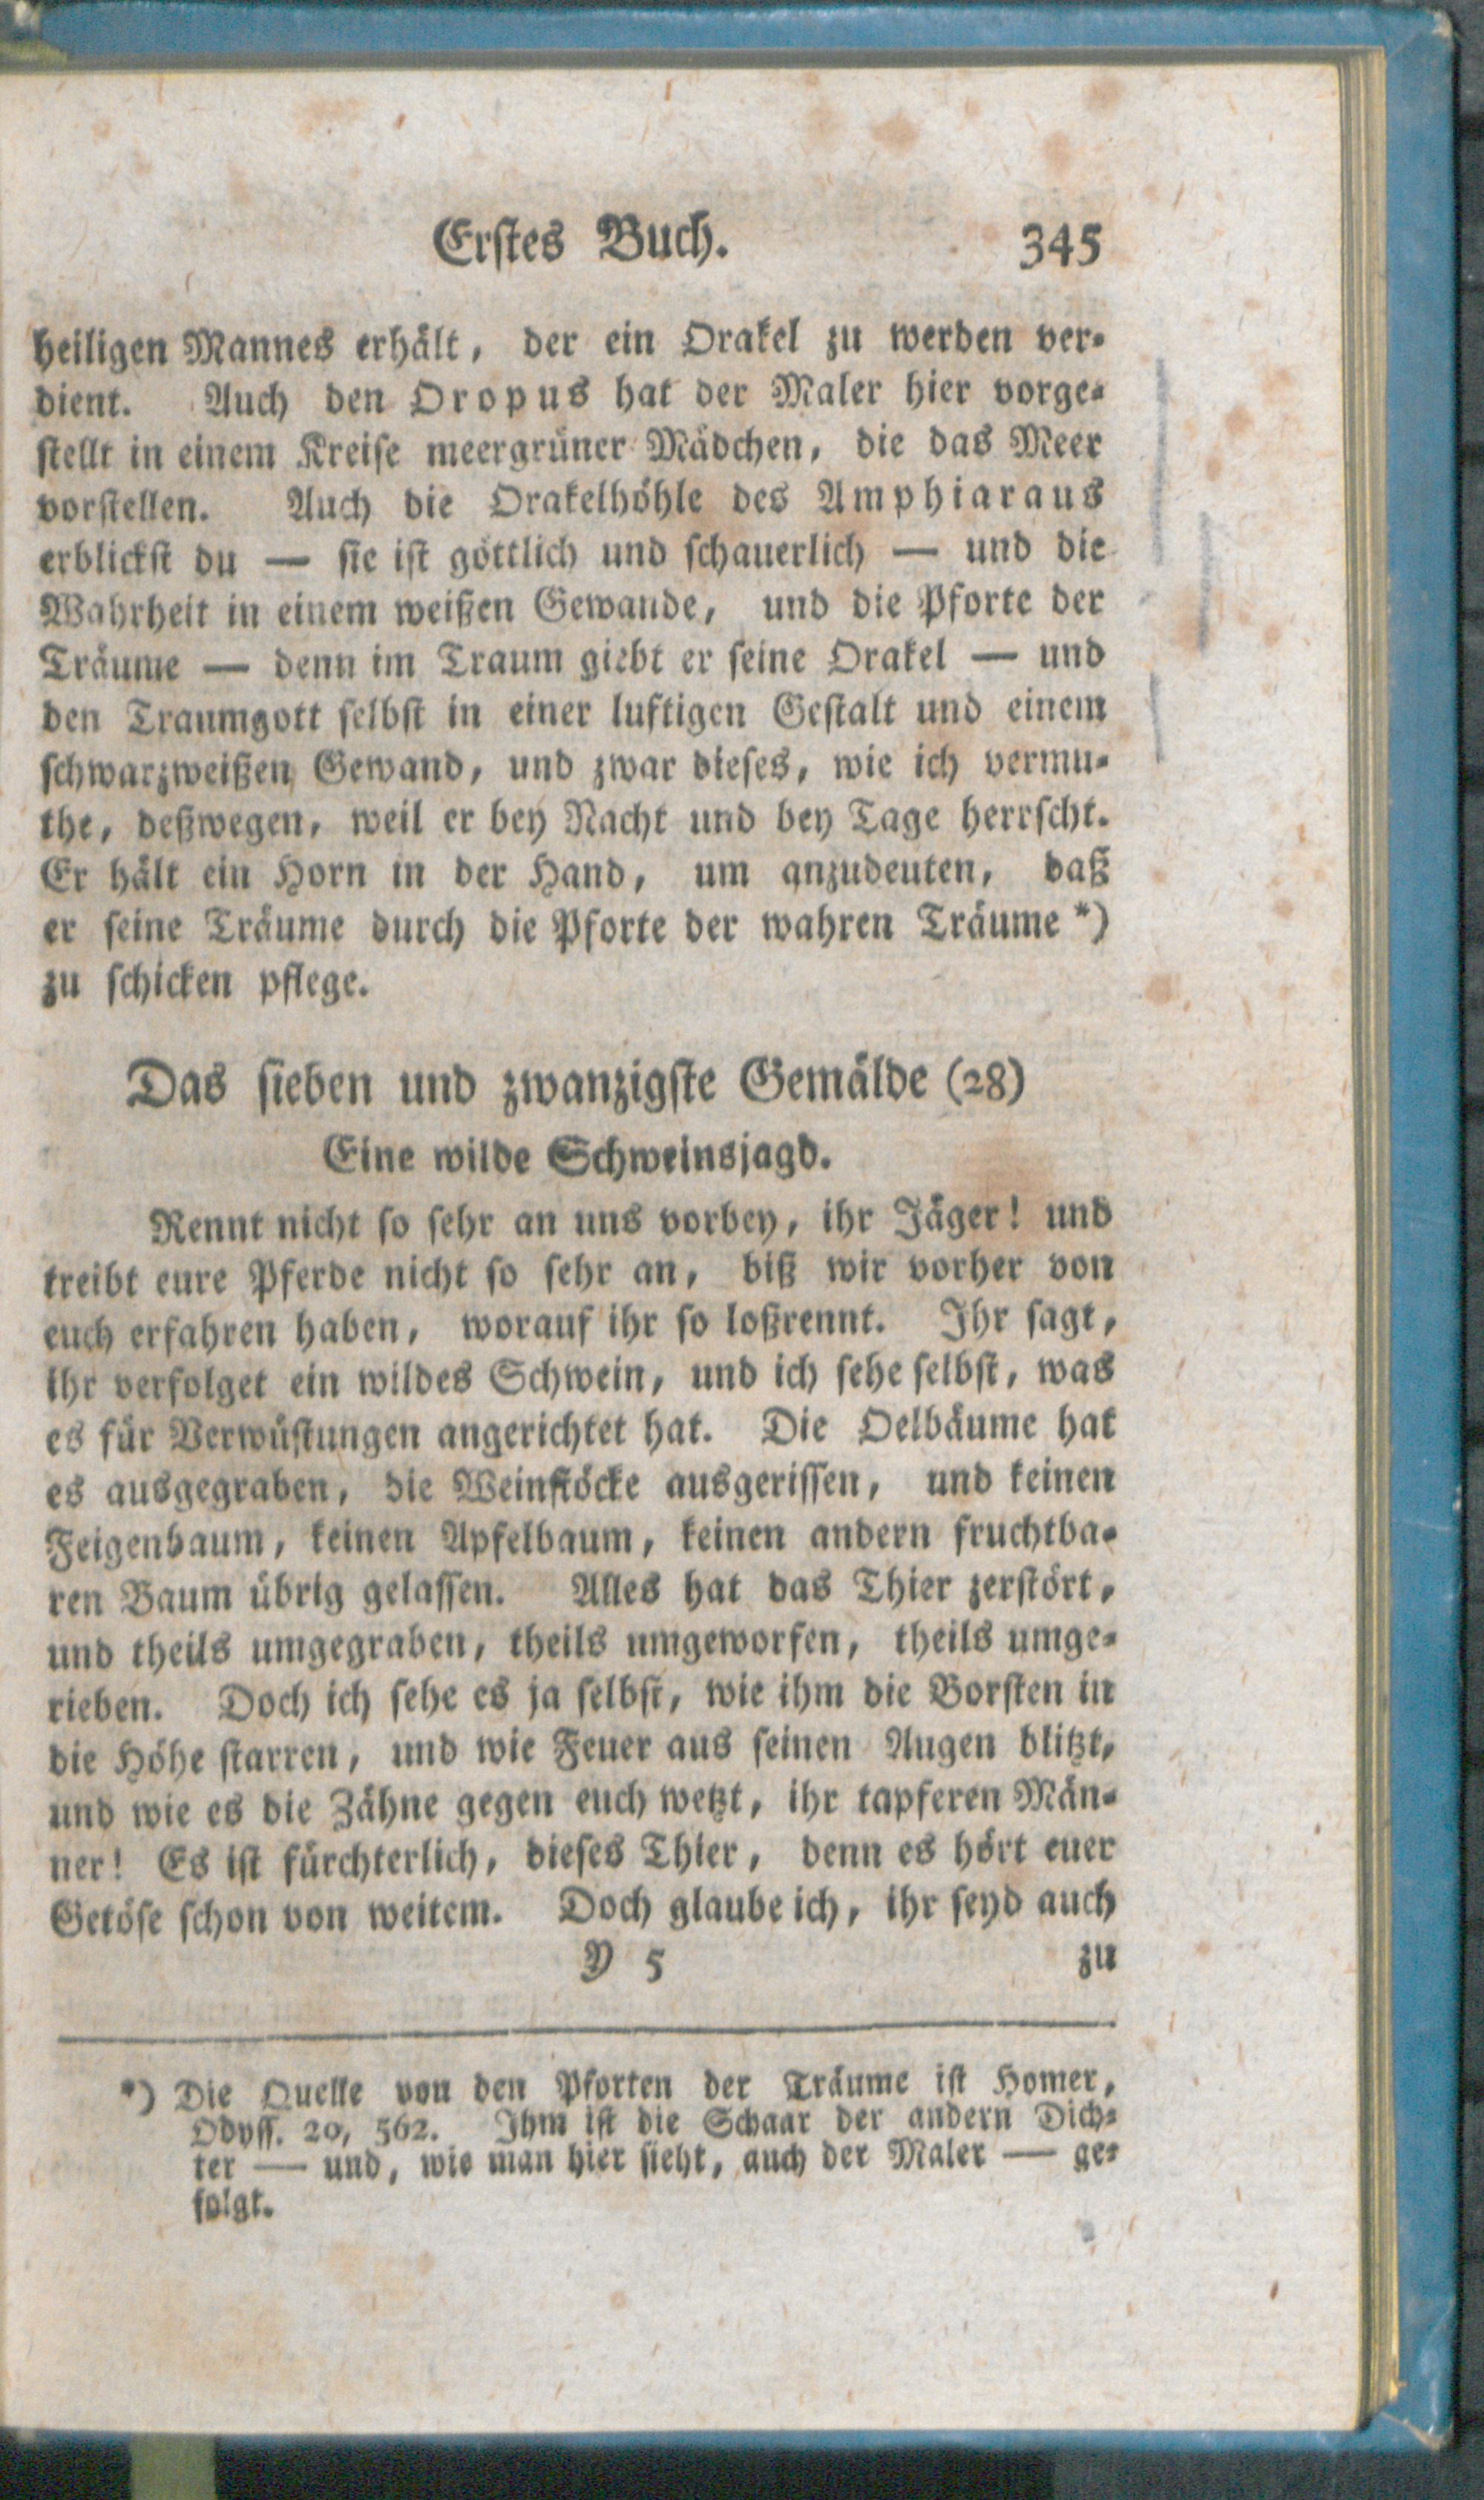 Erstes Buch. 345
heiligen Mannes erhält, der ein Orakel zu werden ver-
dient. Auch den Oropus hat der Maler hier vorge-
stellt in einem Kreise meergrüner Mädchen, die das Meer
vorstellen. Auch die Orakelhöhle des Amphiaraus
erblickst du — sie ist göttlich und schauerlich — und die
Wahrheit in einem weißen Gewande, und die Pforte der
Träume — denn im Traum giebt er seine Orakel — und
den Traumgott selbst in einer luftigen Gestalt und einem
schwarzweißen Gewand, und zwar dieses, wie ich vermu-
the, deßwegen, weil er bey Nacht und bey Tage herrscht.
Er hält ein Horn in der Hand, um anzudeuten, daß
er seine Träume durch die Pforte der wahren Träume *)
zu schicken pflege.
Das sieben und zwanzigste Gemälde (28)
Eine wilde Schweinsjagd.
Rennt nicht so sehr an uns vorbey, ihr Jäger! und
treibt eure Pferde nicht so sehr an, biß wir vorher von
euch erfahren haben, worauf ihr so loßrennt. Ihr sagt,
ihr verfolget ein wildes Schwein, und ich sehe selbst, was
es für Verwüstungen angerichtet hat. Die Oelbäume hat
es ausgegraben, die Weinstöcke ausgerissen, und keinen
Feigenbaum, keinen Apfelbaum, keinen andern fruchtba-
ren Baum übrig gelassen. Alles hat das Thier zerstört,
und theils umgegraben, theils umgeworfen, theils umge-
rieben. Doch ich sehe es ja selbst, wie ihm die Borsten in
die Höhe starren, und wie Feuer aus seinen Augen blitzt,
und wie es die Zähne gegen euch wetzt, ihr tapferen Män-
ner! Es ist fürchterlich, dieses Thier, denn es hört euer
Getöse schon von weitem. Doch glaube ich, ihr seyd auch
Y 5 zu
*) Die Quelle von den Pforten der Träume ist Homer,
Odyss. 20, 562. Ihm ist die Schaar der andern Dich-
ter — und, wie man hier sieht, auch der Maler — ge-
folgt.